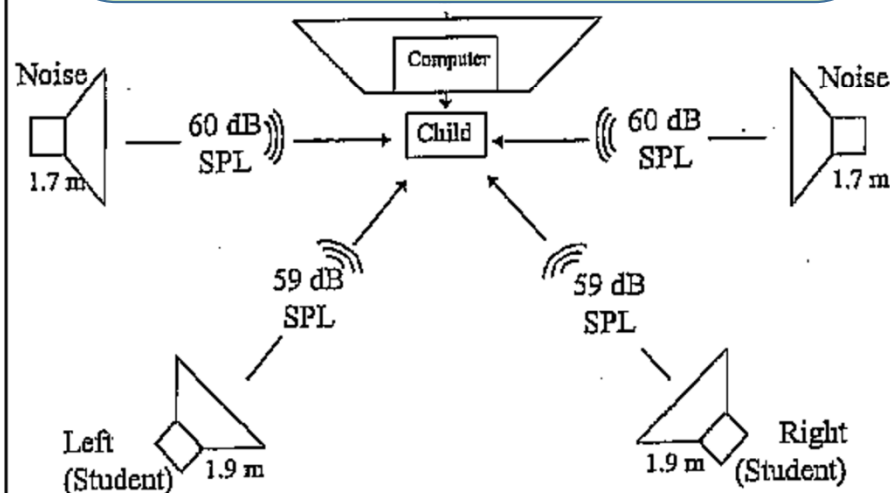 Computer
Noise
Noise
60 dB
SPL
Child
60 dB
SPL
1.7 m
1.7 m
59 dB
SPL
59 dB
SPL
Left
(Student)
1.9 m
1.9 m
Right
(Student)